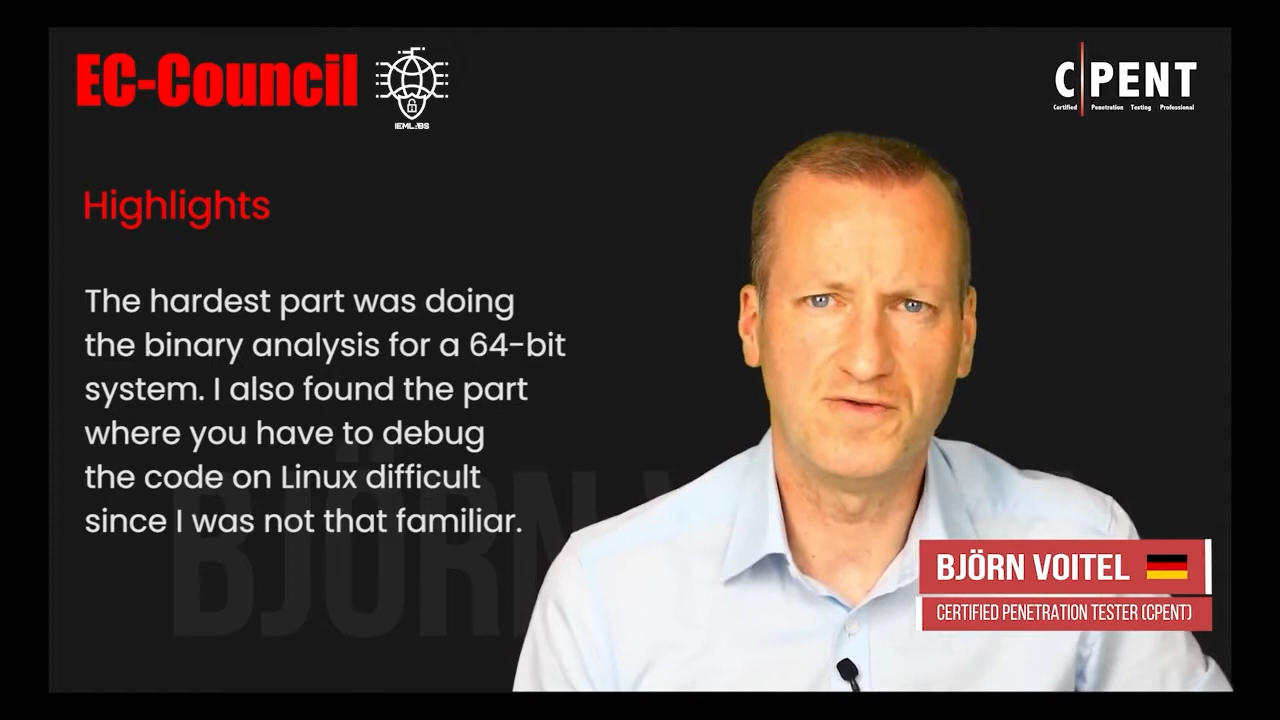 EC-Council
IEMLABS
C|PENT
Certified Penetration Testing Professional
Highlights
The hardest part was doing
the binary analysis for a 64-bit
system. I also found the part
where you have to debug
the code on Linux difficult
since I was not that familiar.
BJÖRN V
BJÖRN VOITEL
CERTIFIED PENETRATION TESTER (CPENT)